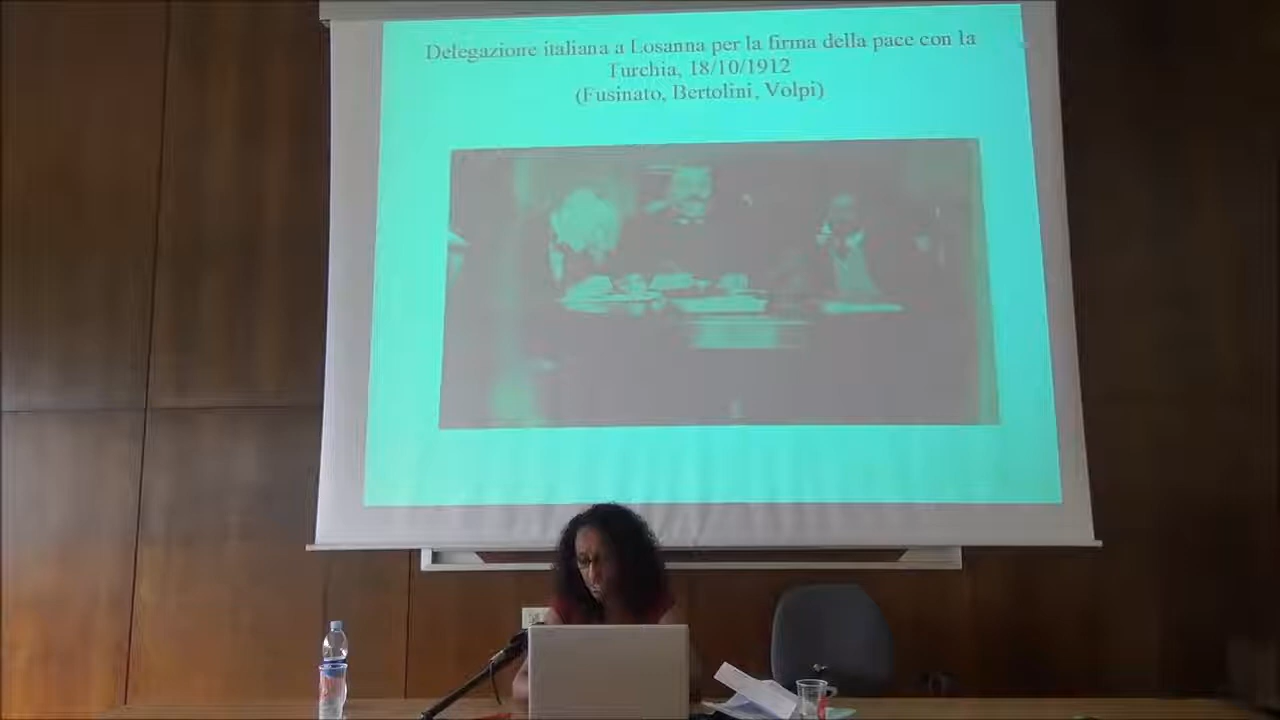 Delegazione italiana a Losanna per la firma della pace con la
Turchia, 18/10/1912
(Fusinato, Bertolini, Volpi)